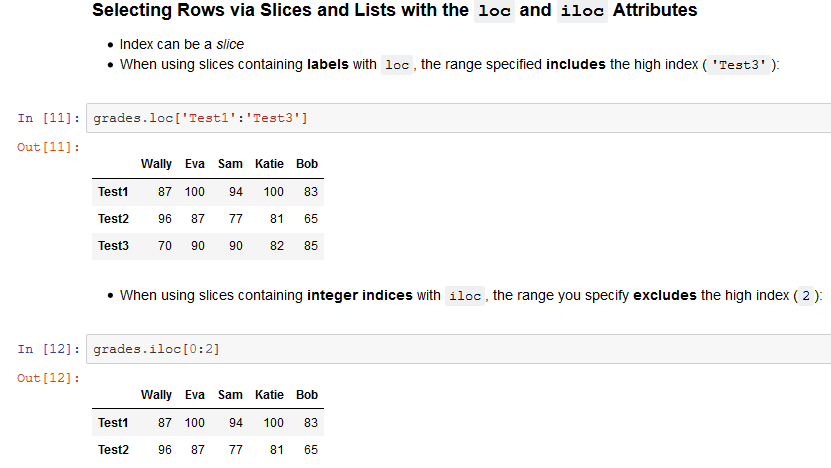 Selecting Rows via Slices and Lists with the loc and iloc Attributes
• Index can be a slice
• When using slices containing labels with loc, the range specified includes the high index ( 'Test3' ):
In [11]: grades.loc['Test1':'Test3']
Out[11]:
Wally Eva Sam Katie Bob
Test1 87 100 94 100 83
Test2 96 87 77 81 65
Test3 70 90 90 82 85
• When using slices containing integer indices with iloc, the range you specify excludes the high index ( 2 ):
In [12]: grades.iloc[0:2]
Out[12]:
Wally Eva Sam Katie Bob
Test1 87 100 94 100 83
Test2 96 87 77 81 65